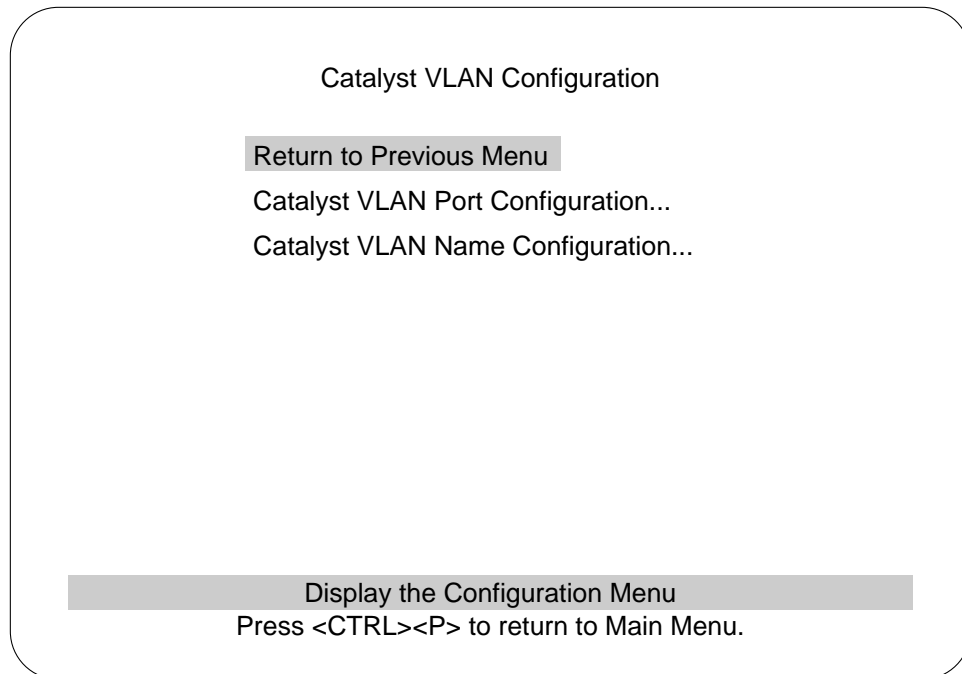 Catalyst VLAN Configuration
Return to Previous Menu
Catalyst VLAN Port Configuration...
Catalyst VLAN Name Configuration...
Display the Configuration Menu
Press <CTRL><P> to return to Main Menu.